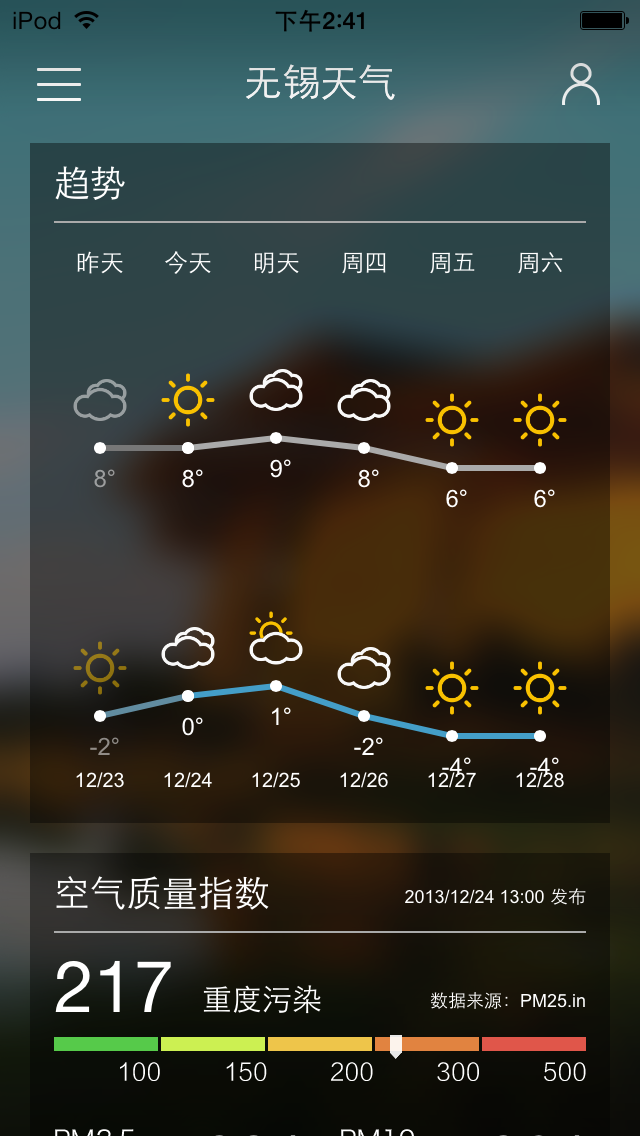 iPod 下午2:41
无锡天气
趋势
昨天 今天 明天 周四 周五 周六
8° 8° 9° 8° 6° 6°
-2° 0° 1° -2° -4° -4°
12/23 12/24 12/25 12/26 12/27 12/28
空气质量指数 2013/12/24 13:00 发布
217 重度污染 数据来源：PM25.in
100 150 200 300 500
PM2.5 PM10